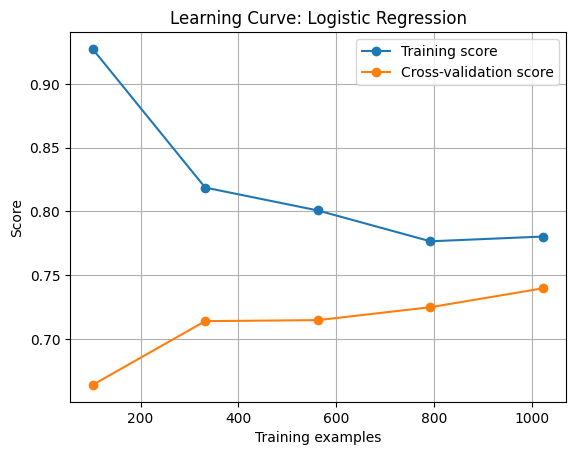 Learning Curve: Logistic Regression
Training score
Cross-validation score
Score
0.90
0.85
0.80
0.75
0.70
200 400 600 800 1000
Training examples